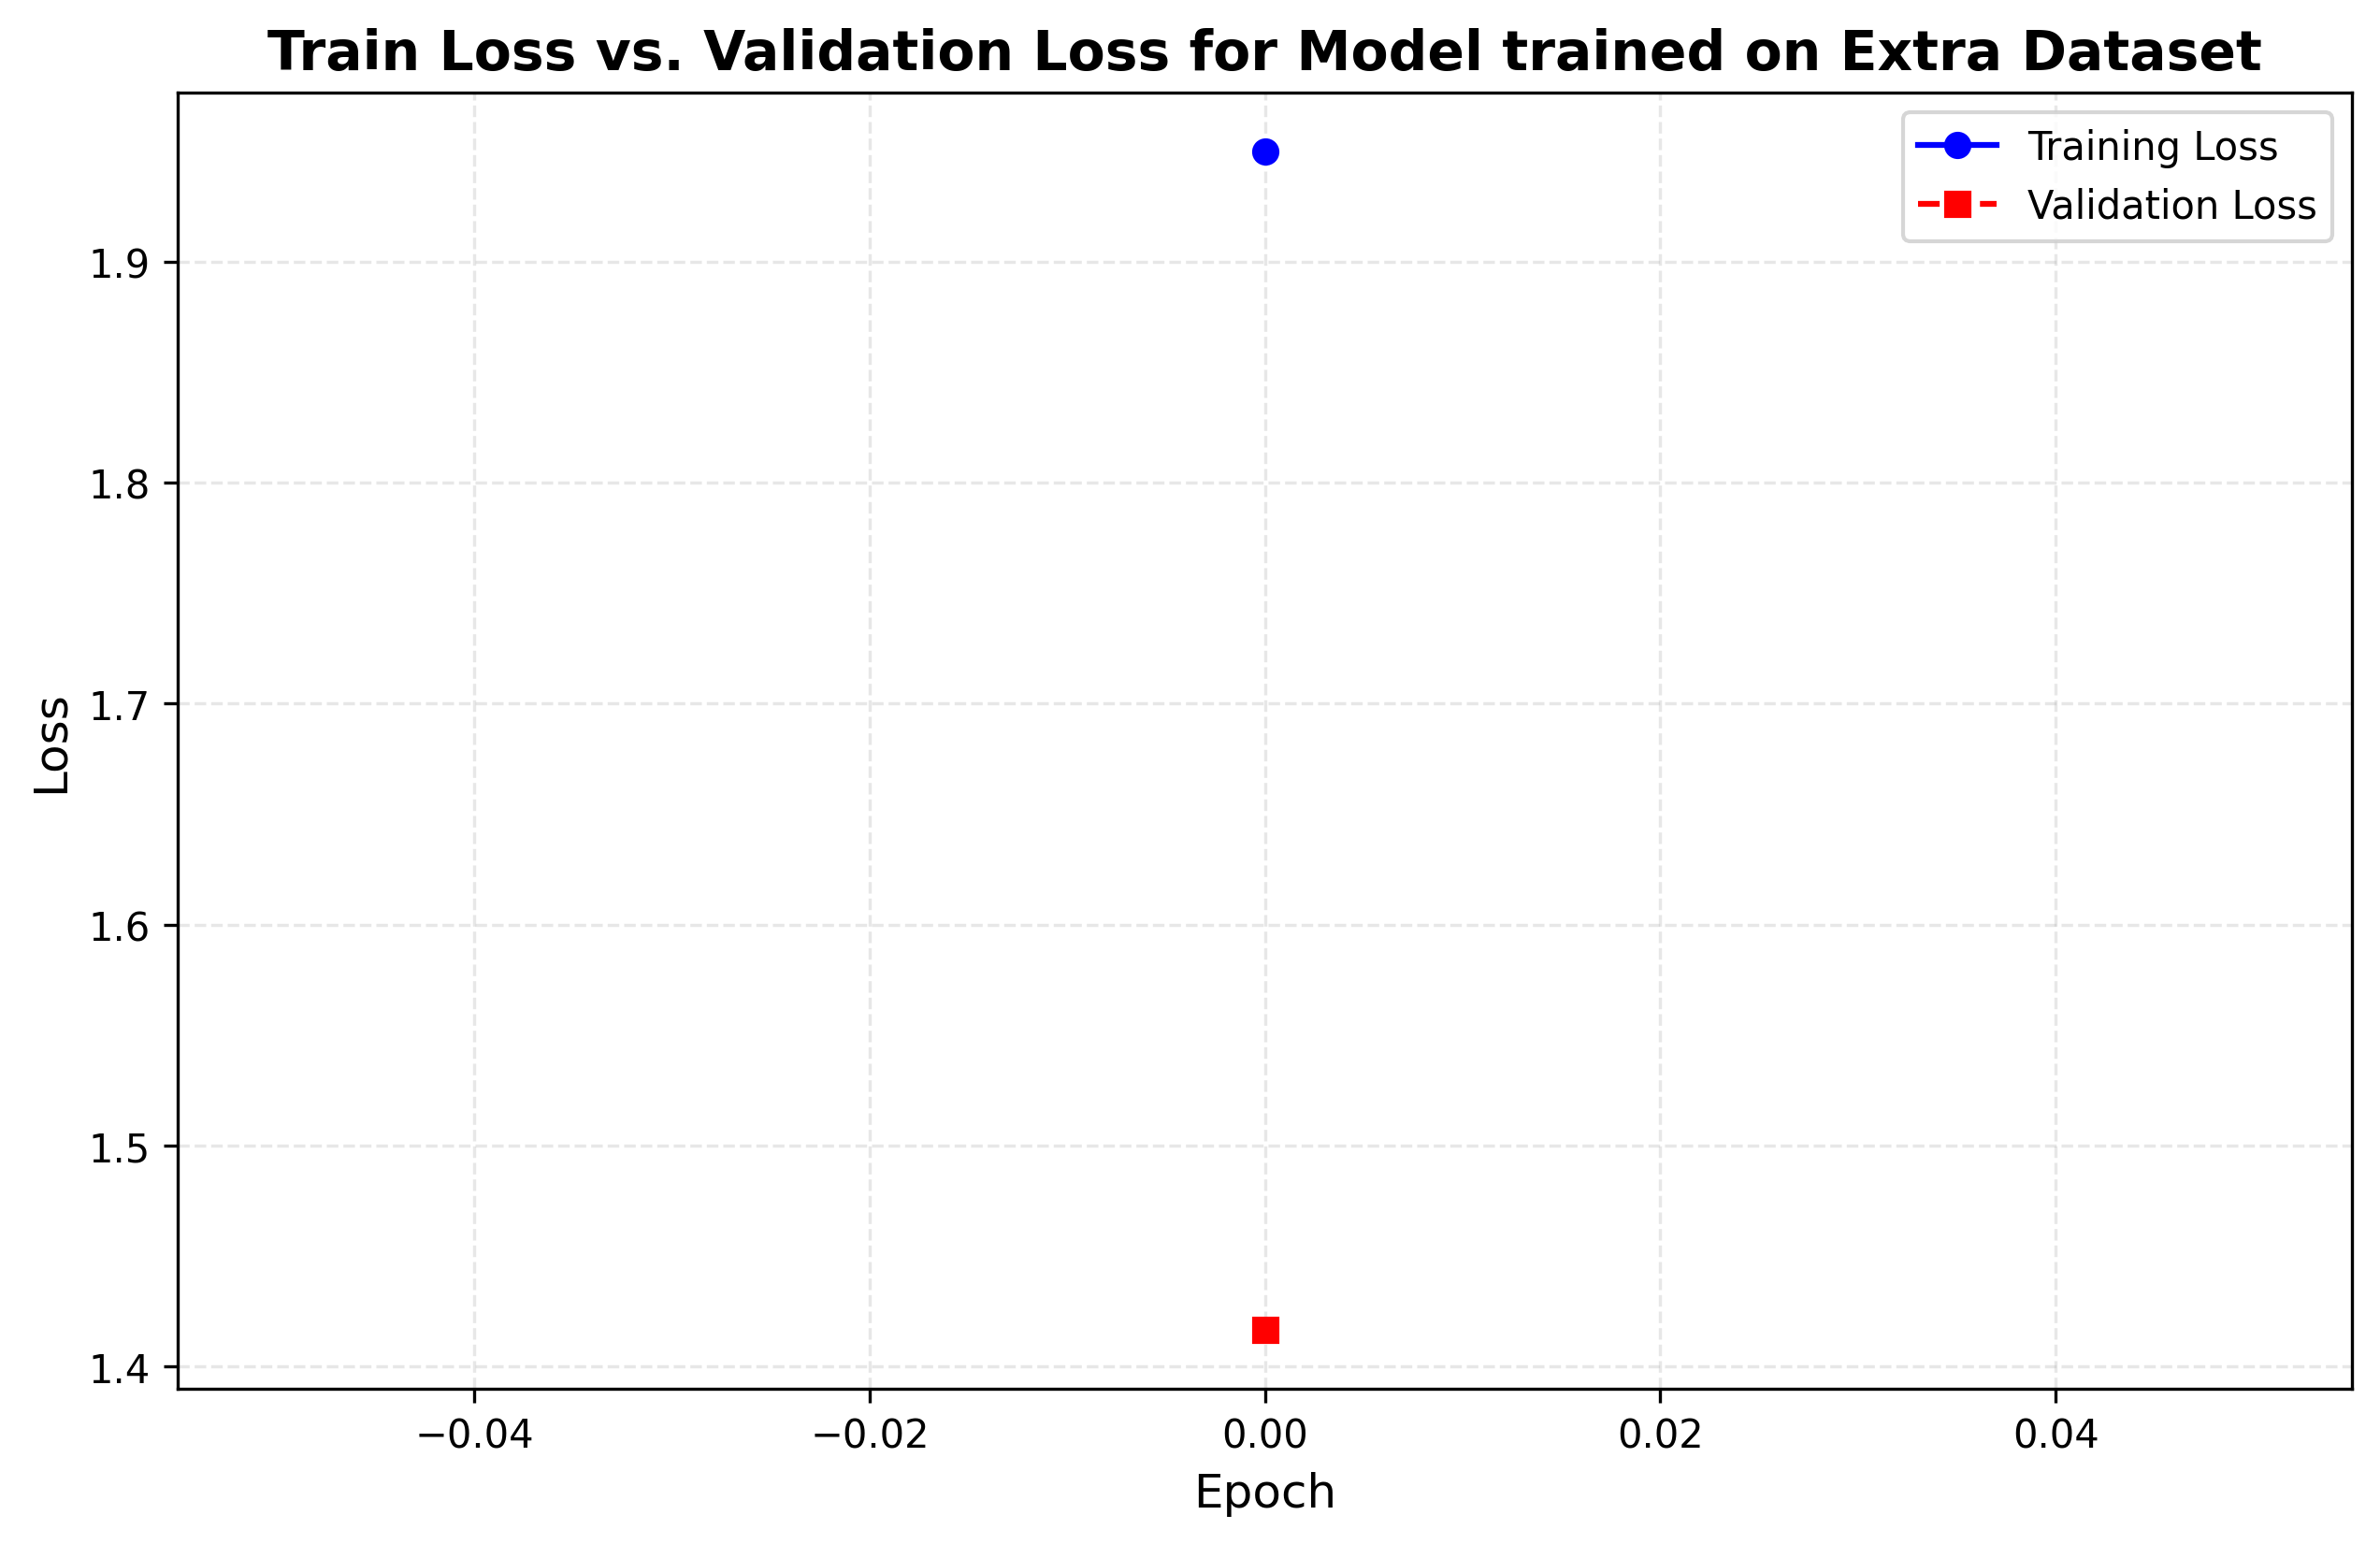 Train Loss vs. Validation Loss for Model trained on Extra Dataset
Training Loss
Validation Loss
1.9
1.8
1.7
1.6
1.5
1.4
Loss
−0.04 −0.02 0.00 0.02 0.04
Epoch